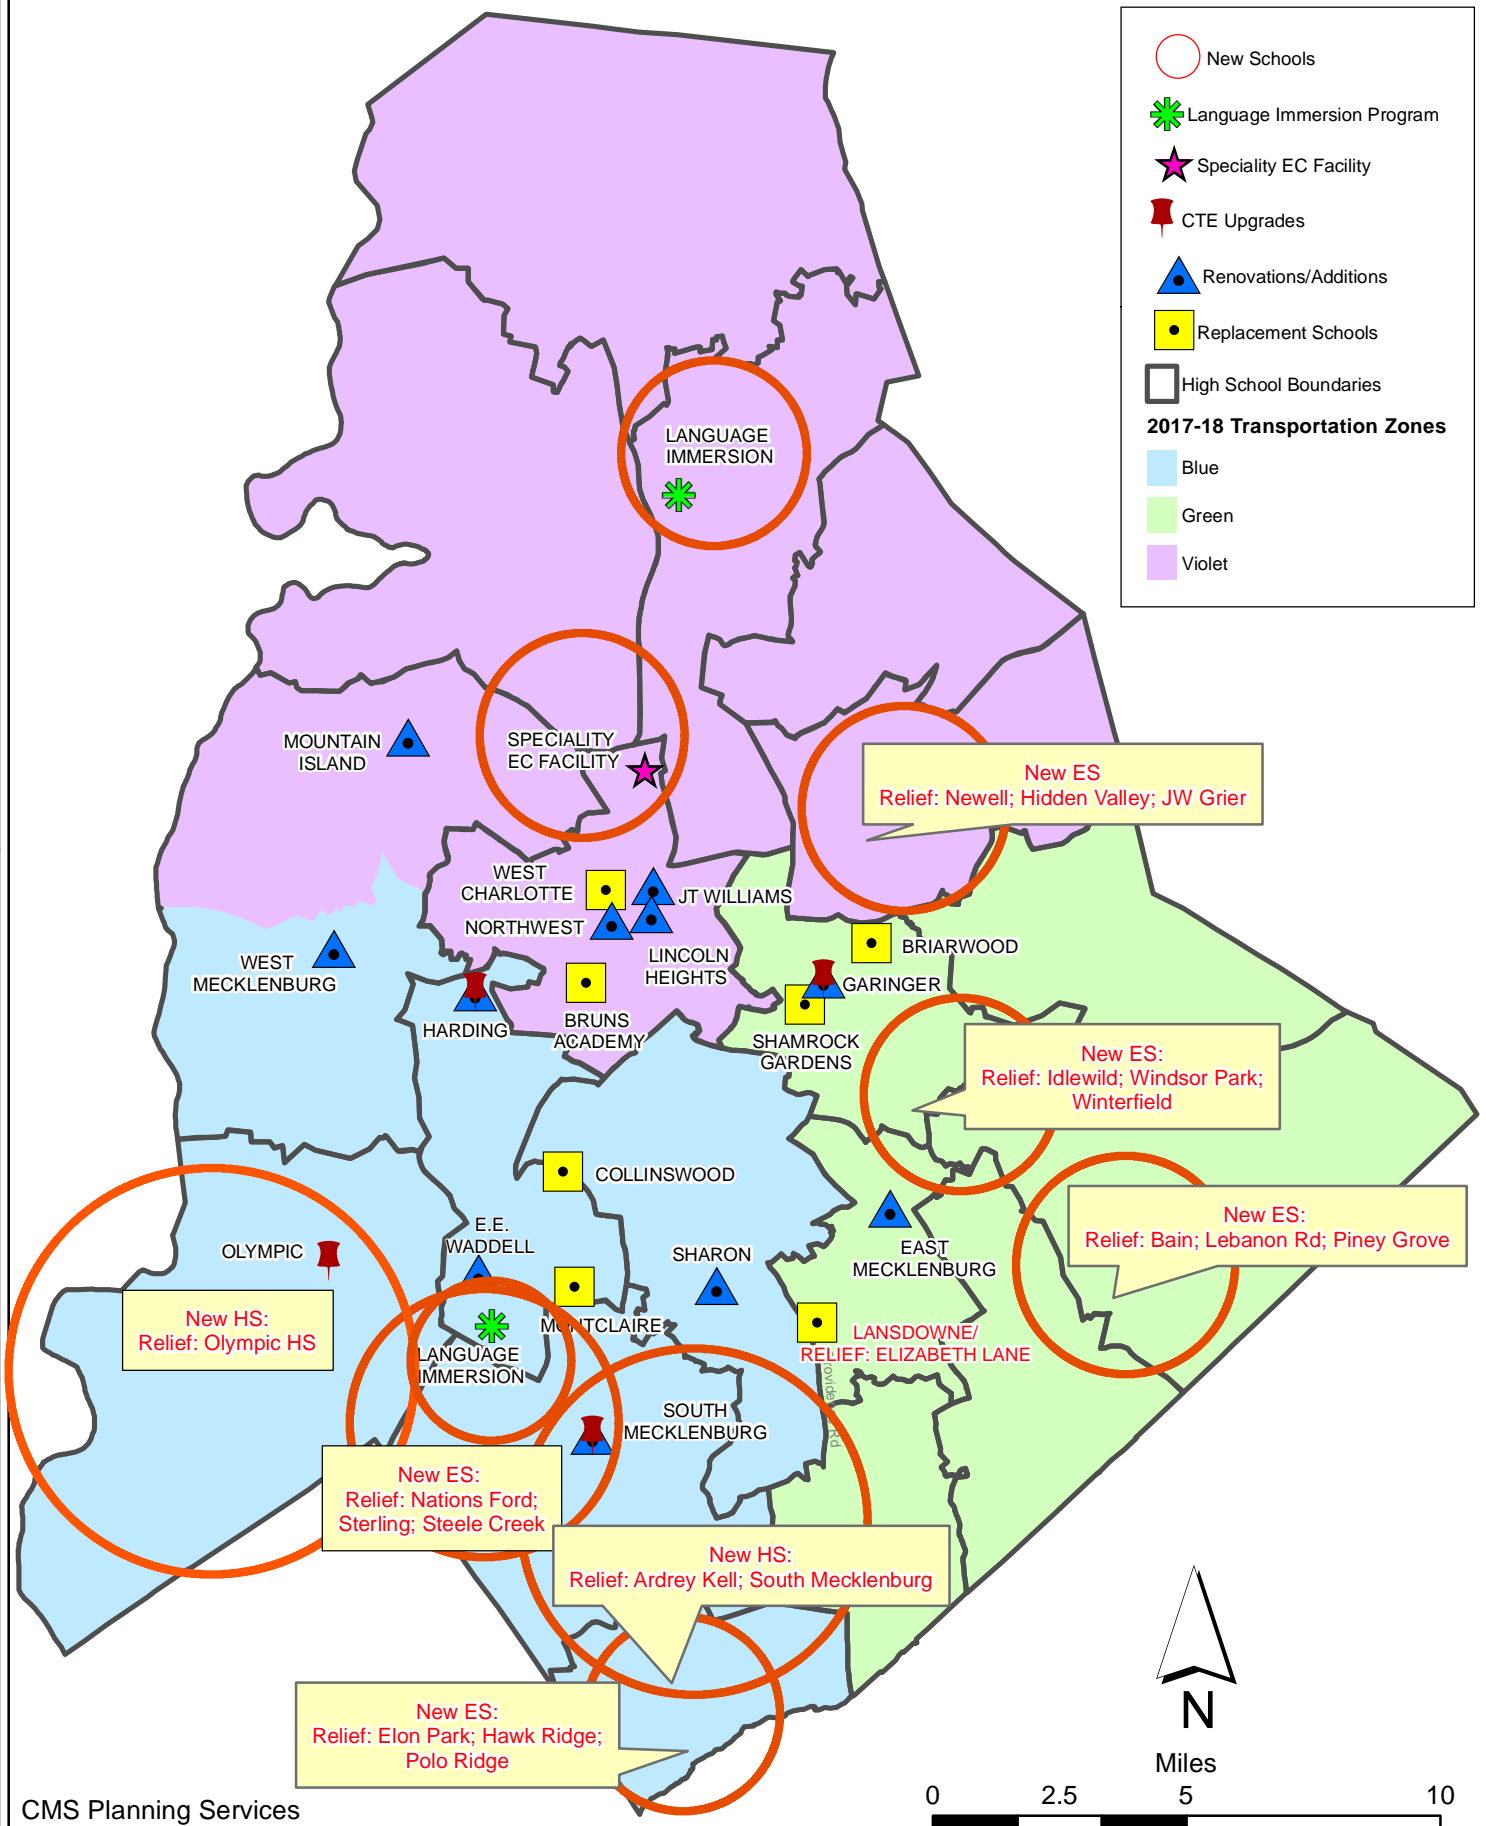 New Schools
Language Immersion Program
Speciality EC Facility
CTE Upgrades
Renovations/Additions
Replacement Schools
High School Boundaries
2017-18 Transportation Zones
Blue
Green
Violet
LANGUAGE
IMMERSION
MOUNTAIN
ISLAND
SPECIALITY
EC FACILITY
New ES
Relief: Newell; Hidden Valley; JW Grier
WEST
CHARLOTTE
JT WILLIAMS
NORTHWEST
LINCOLN
HEIGHTS
BRIARWOOD
WEST
MECKLENBURG
GARINGER
HARDING
BRUNS
ACADEMY
SHAMROCK
GARDENS
New ES:
Relief: Idlewild; Windsor Park;
Winterfield
COLLINSWOOD
E.E.
WADDELL
OLYMPIC
SHARON
EAST
MECKLENBURG
New ES:
Relief: Bain; Lebanon Rd; Piney Grove
New HS:
Relief: Olympic HS
MONTCLAIRE
LANSDOWNE/
RELIEF: ELIZABETH LANE
LANGUAGE
IMMERSION
Providence Rd
SOUTH
MECKLENBURG
New ES:
Relief: Nations Ford;
Sterling; Steele Creek
New HS:
Relief: Ardrey Kell; South Mecklenburg
New ES:
Relief: Elon Park; Hawk Ridge;
Polo Ridge
N
Miles
0 2.5 5 10
CMS Planning Services